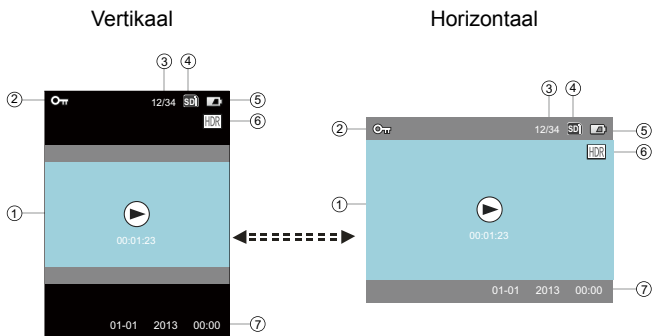 Vertikaal
Horizontaal
③ ④
② 12/34 SD ⑤
HDR ⑥
①
00:01:23
01-01 2013 00:00 ⑦
③ ④
② 12/34 SD ⑤
HDR ⑥
①
00:01:23
01-01 2013 00:00 ⑦